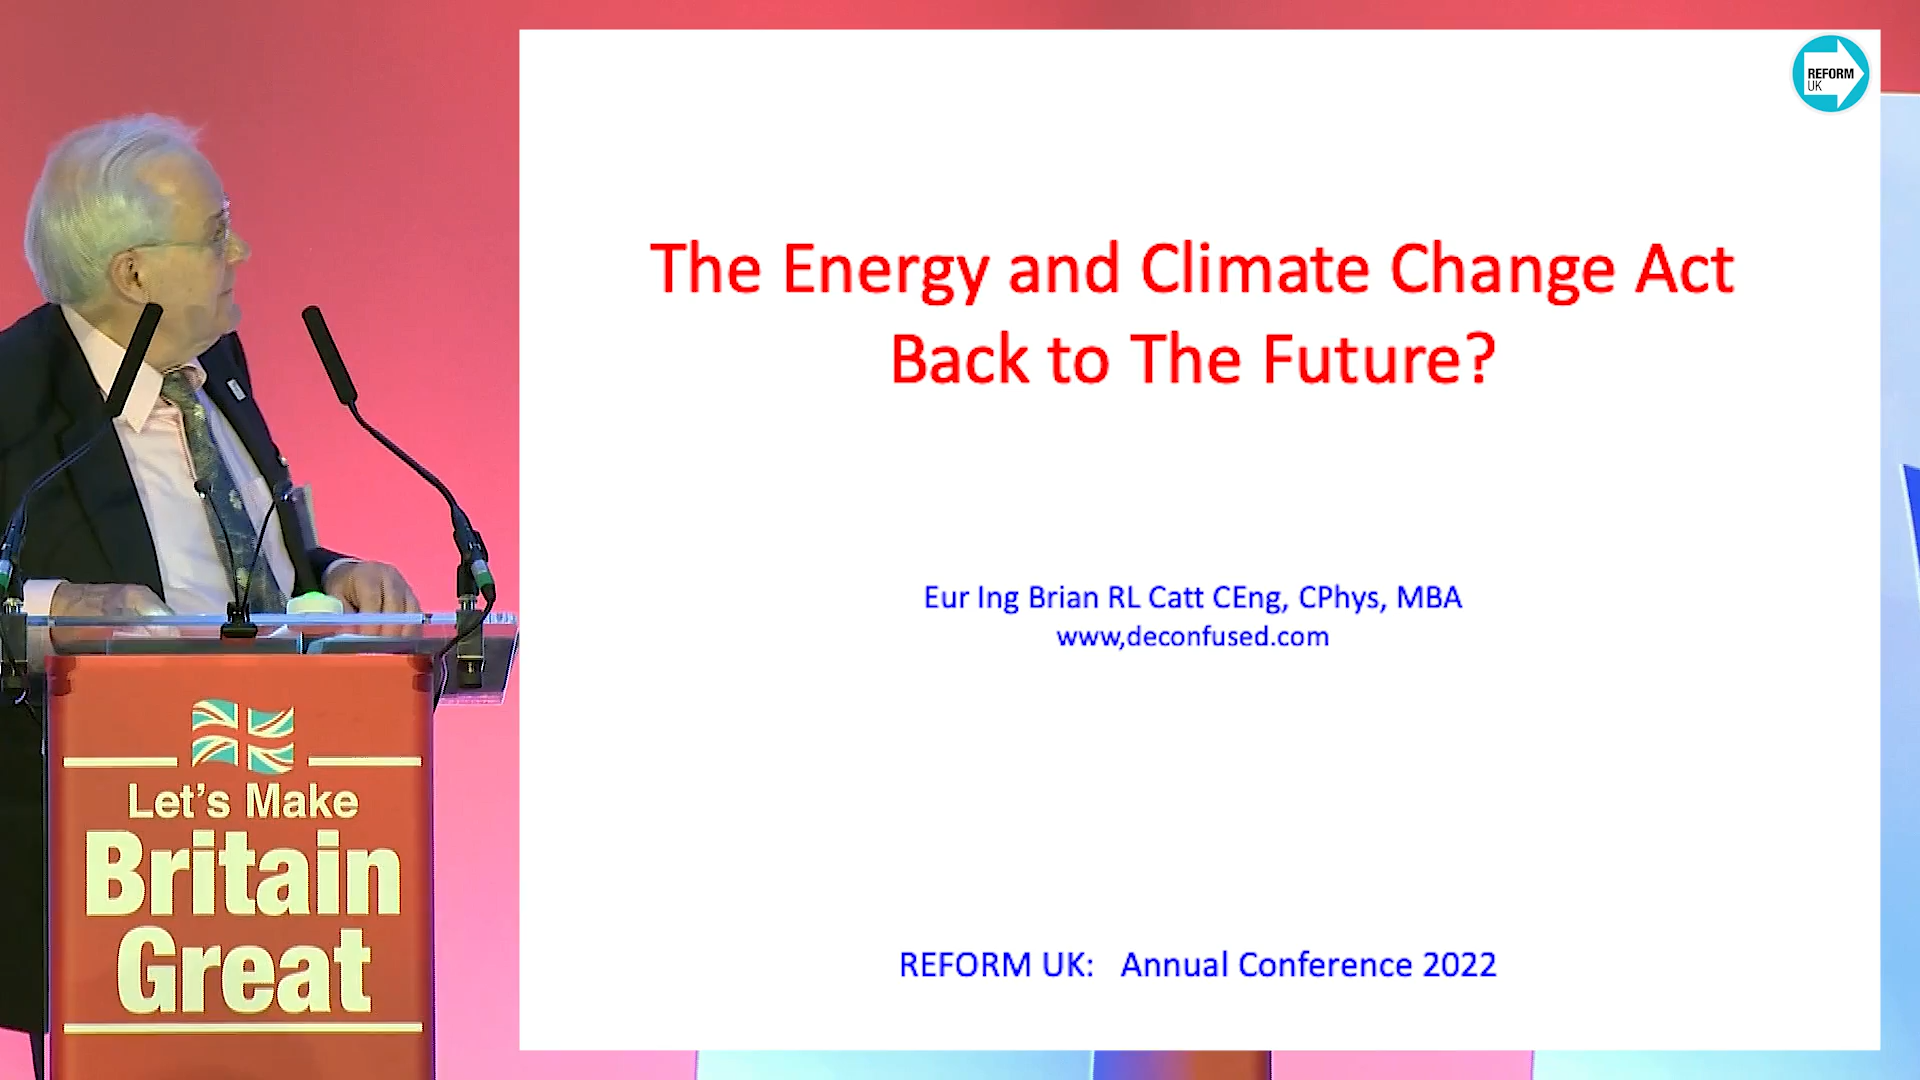 REFORM
UK
The Energy and Climate Change Act
Back to The Future?
Eur Ing Brian RL Catt CEng, CPhys, MBA
www,deconfused.com
REFORM UK: Annual Conference 2022
Let's Make
Britain
Great